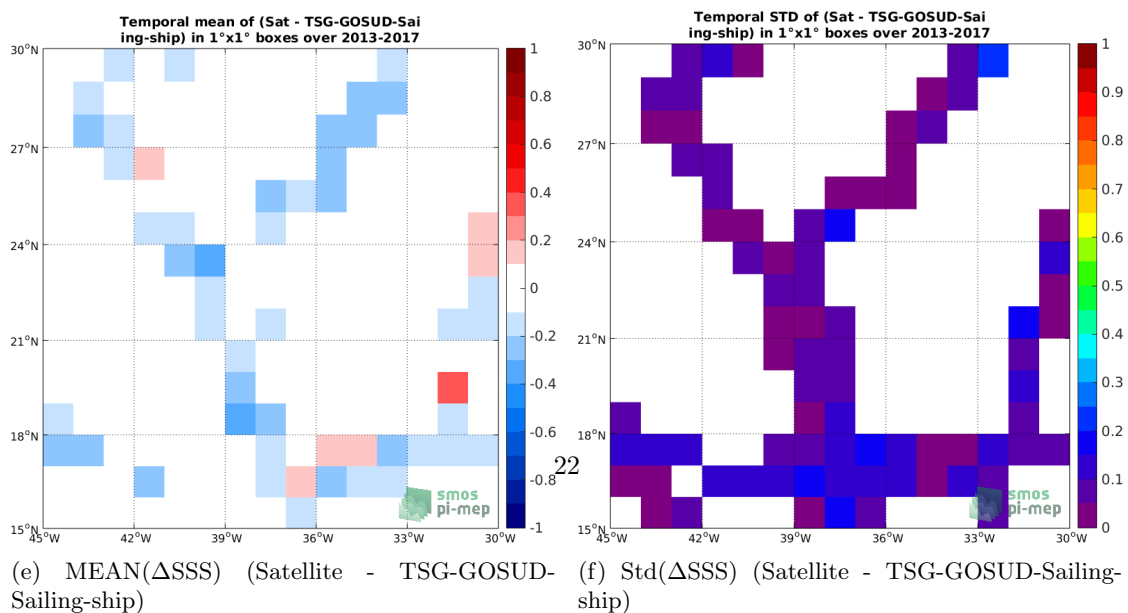 Temporal mean of (Sat - TSG-GOSUD-Sai
ing-ship) in 1°x1° boxes over 2013-2017
30°N
27°N
24°N
21°N
18°N
15°N
45°W
42°W
39°W
36°W
33°W
30°W
1
0.8
0.6
0.4
0.2
0
-0.2
-0.4
-0.6
-0.8
-1
smos
pi-mep
Temporal STD of (Sat - TSG-GOSUD-Sai
ing-ship) in 1°x1° boxes over 2013-2017
30°N
27°N
24°N
21°N
18°N
15°N
45°W
42°W
39°W
36°W
33°W
30°W
1
0.9
0.8
0.7
0.6
0.5
0.4
0.3
0.2
0.1
0
smos
pi-mep
22
(e) MEAN(ΔSSS) (Satellite - TSG-GOSUD-
Sailing-ship)
(f) Std(ΔSSS) (Satellite - TSG-GOSUD-Sailing-
ship)